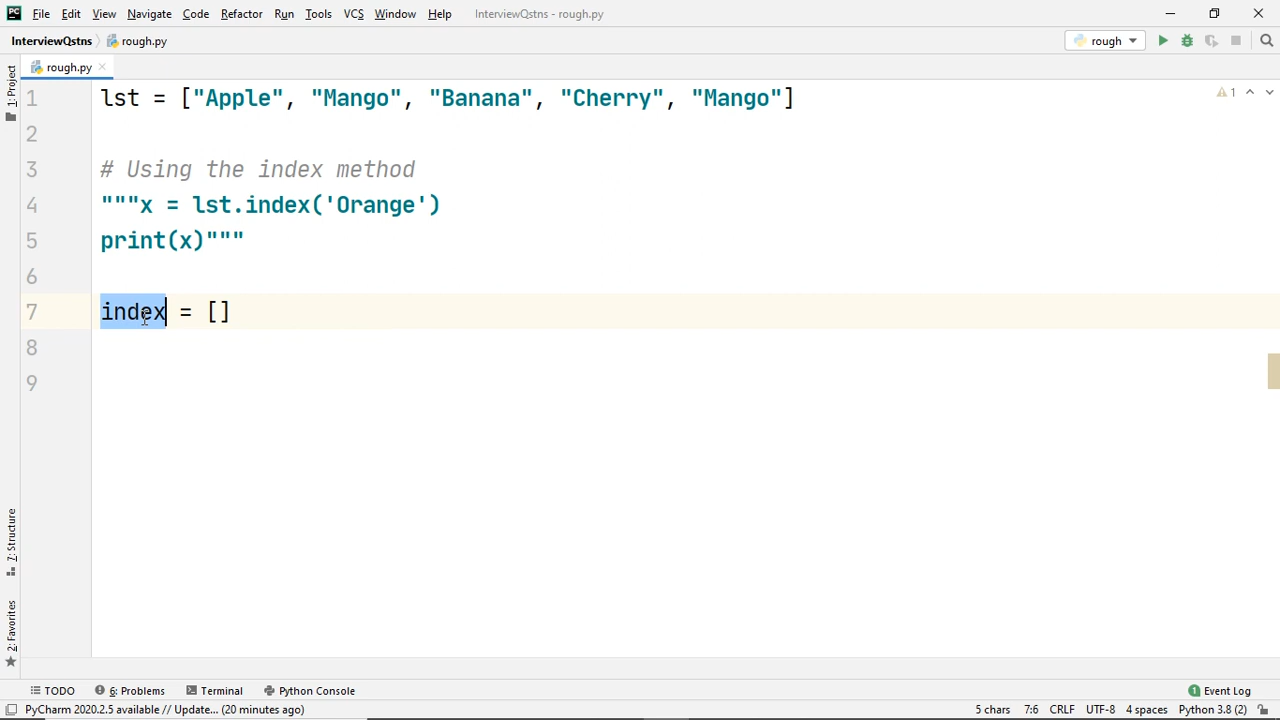 PC File Edit View Navigate Code Refactor Run Tools VCS Window Help InterviewQstns - rough.py
InterviewQstns rough.py rough
1: Project
rough.py
1 lst = ["Apple", "Mango", "Banana", "Cherry", "Mango"] 1
2
3 # Using the index method
4 """x = lst.index('Orange')
5 print(x)"""
6
7 index = []
8
9
7: Structure
2: Favorites
TODO 6: Problems Terminal Python Console 1 Event Log
PyCharm 2020.2.5 available // Update... (20 minutes ago) 5 chars 7:6 CRLF UTF-8 4 spaces Python 3.8 (2)